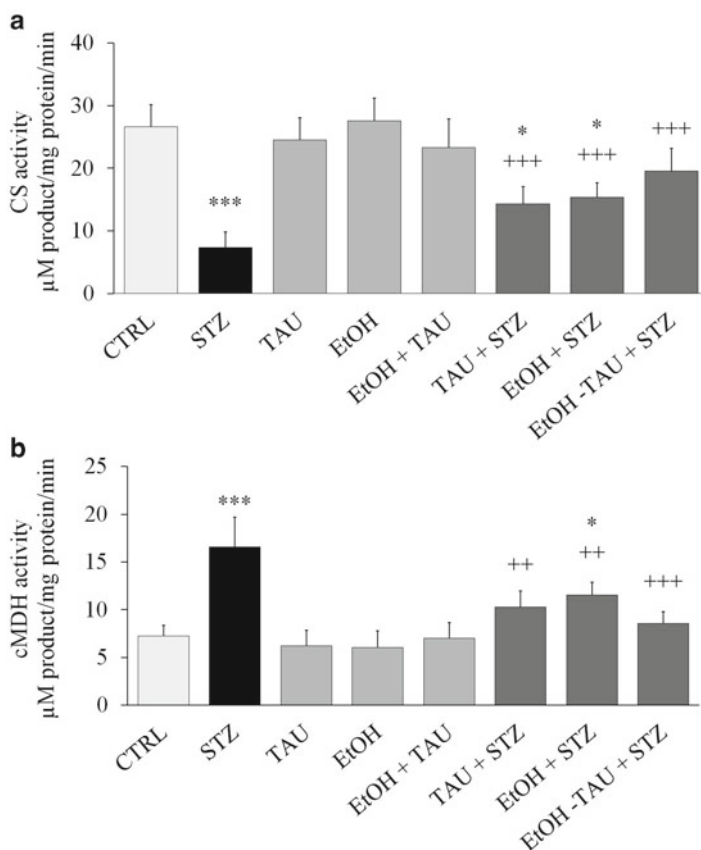 a
CS activity
µM product/mg protein/min
40
30
20
10
0
***
*
+++
*
+++
+++
CTRL
STZ
TAU
EtOH
EtOH + TAU
TAU + STZ
EtOH + STZ
EtOH -TAU + STZ
b
cMDH activity
µM product/mg protein/min
25
20
15
10
5
0
***
++
*
++
+++
CTRL
STZ
TAU
EtOH
EtOH + TAU
TAU + STZ
EtOH + STZ
EtOH -TAU + STZ